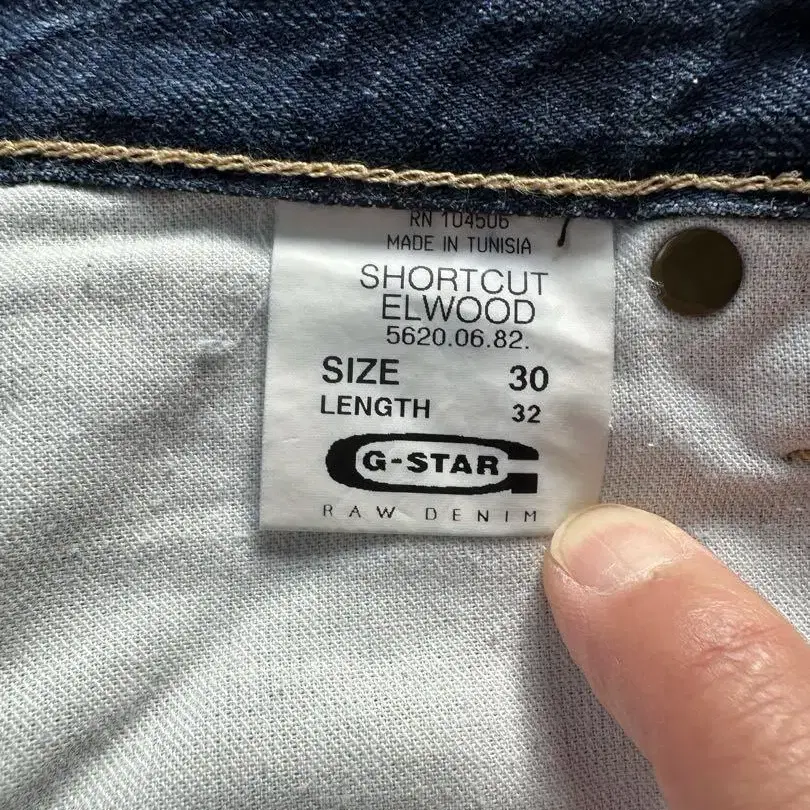 RN 104506
MADE IN TUNISIA
SHORTCUT
ELWOOD
5620.06.82.
SIZE 30
LENGTH 32
G-STAR
RAW DENIM